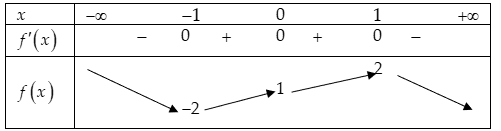 x −∞ −1 0 1 +∞
f′(x) − 0 + 0 + 0 −
2
f(x) 1
−2